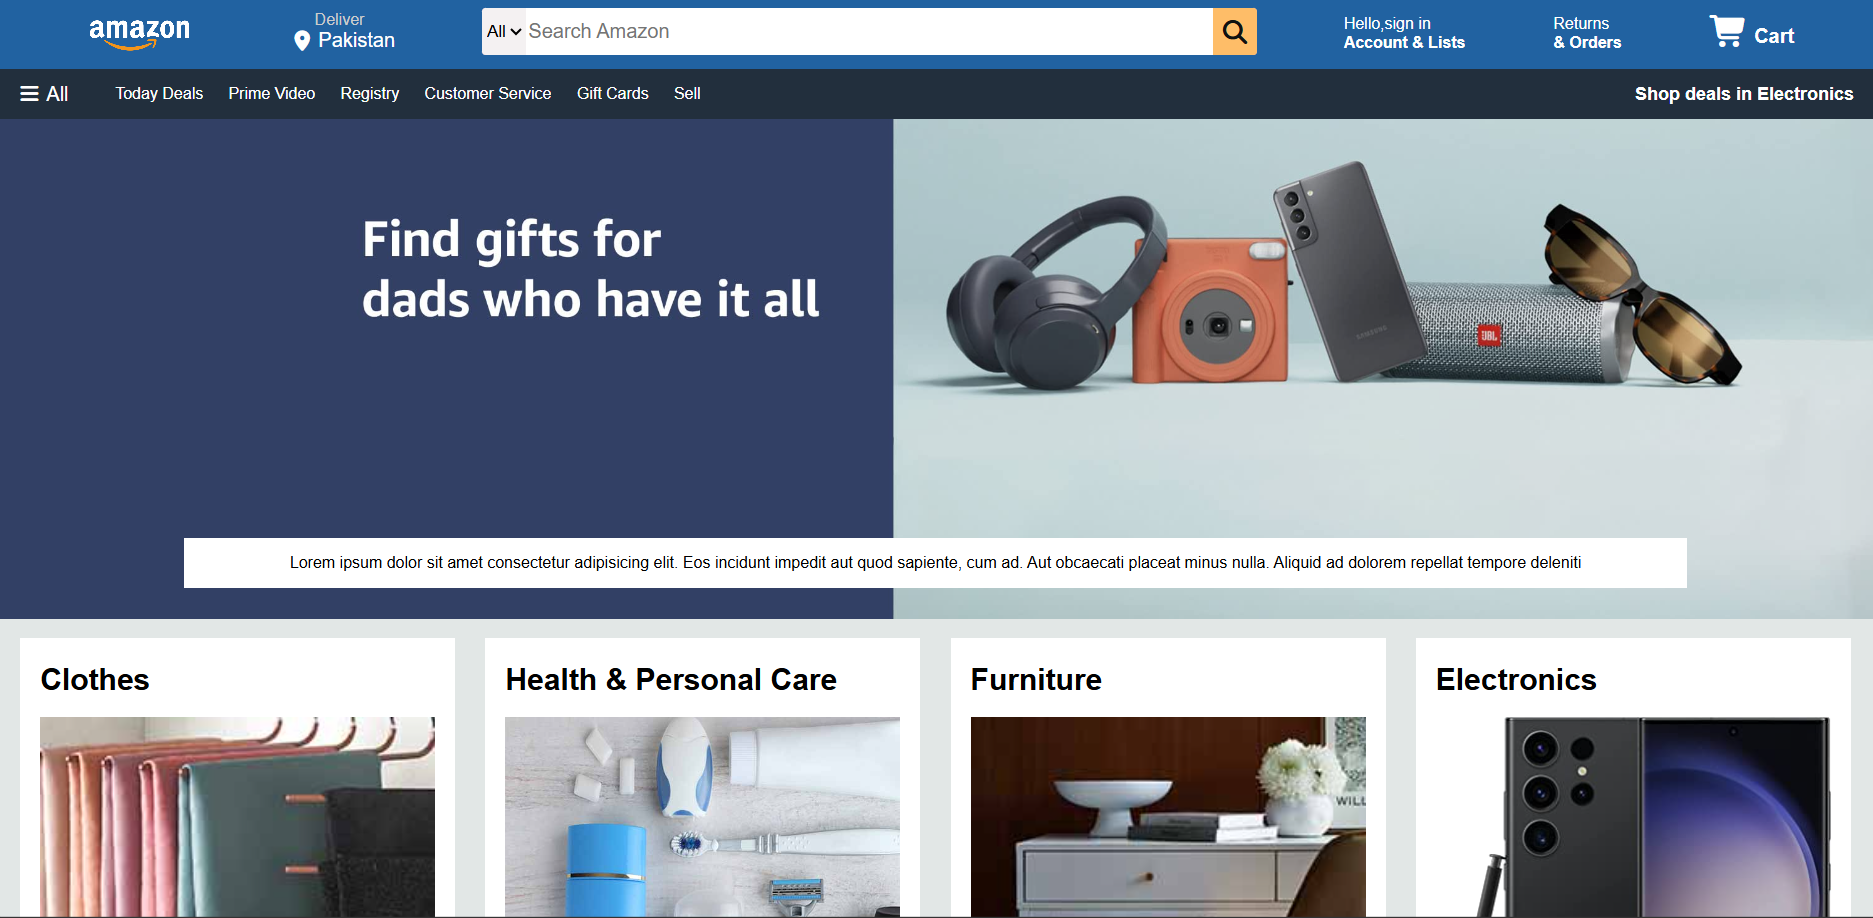 amazon
Deliver
Pakistan
All
Search Amazon
Hello,sign in
Account & Lists
Returns
& Orders
Cart
All
Today Deals
Prime Video
Registry
Customer Service
Gift Cards
Sell
Shop deals in Electronics
Find gifts for
dads who have it all
SAMSUNG
JBL
Lorem ipsum dolor sit amet consectetur adipisicing elit. Eos incidunt impedit aut quod sapiente, cum ad. Aut obcaecati placeat minus nulla. Aliquid ad dolorem repellat tempore deleniti
Clothes
Health & Personal Care
Furniture
Electronics
WILL